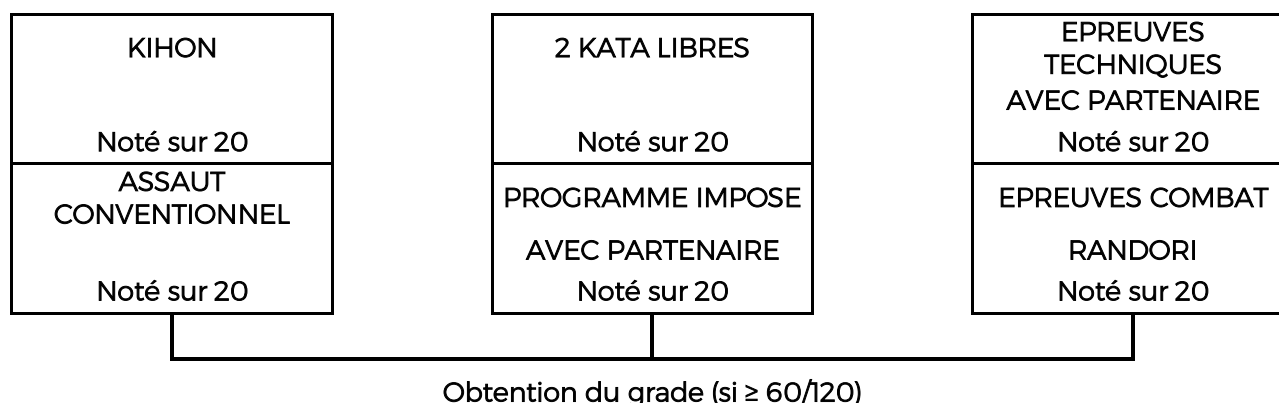 KIHON
Noté sur 20
ASSAUT
CONVENTIONNEL
Noté sur 20
2 KATA LIBRES
Noté sur 20
PROGRAMME IMPOSE
AVEC PARTENAIRE
Noté sur 20
EPREUVES
TECHNIQUES
AVEC PARTENAIRE
Noté sur 20
EPREUVES COMBAT
RANDORI
Noté sur 20
Obtention du grade (si ≥ 60/120)